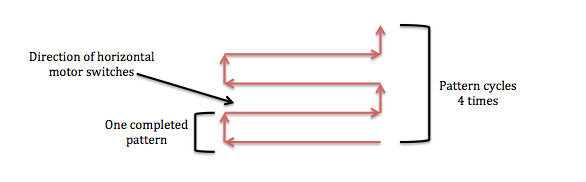 Direction of horizontal
motor switches
Pattern cycles
4 times
One completed
pattern